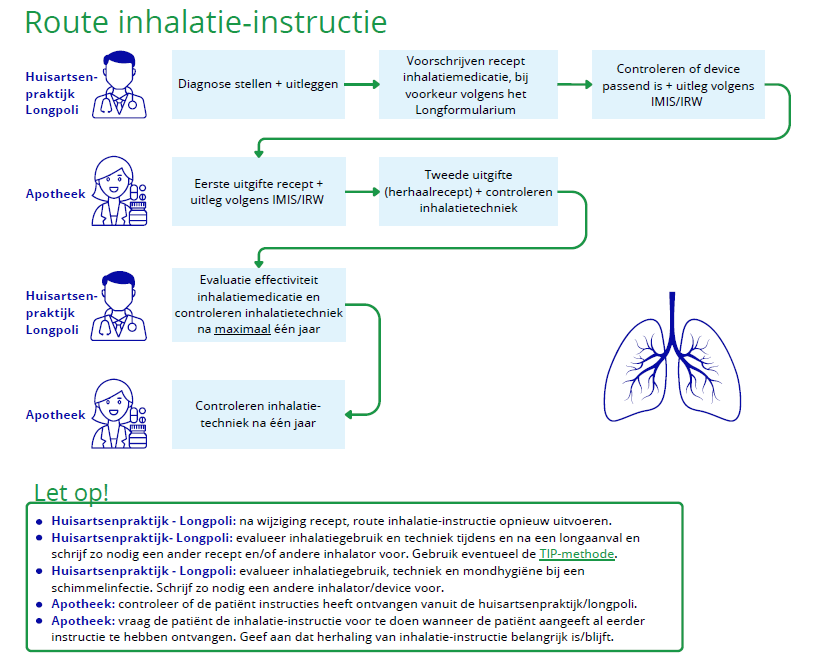 Route inhalatie-instructie
Huisartsen-
praktijk
Longpoli
Diagnose stellen + uitleggen
Voorschrijven recept
inhalatiemedicatie, bij
voorkeur volgens het
Longformularium
Controleren of device
passend is + uitleg volgens
IMIS/IRW
Apotheek
Eerste uitgifte recept +
uitleg volgens IMIS/IRW
Tweede uitgifte
(herhaalrecept) + controleren
inhalatietechniek
Huisartsen-
praktijk
Longpoli
Evaluatie effectiviteit
inhalatiemedicatie en
controleren inhalatietechniek
na maximaal één jaar
Apotheek
Controleren inhalatie-
techniek na één jaar
Let op!
Huisartsenpraktijk - Longpoli: na wijziging recept, route inhalatie-instructie opnieuw uitvoeren.
Huisartsenpraktijk- Longpoli: evalueer inhalatiegebruik en techniek tijdens en na een longaanval en
schrijf zo nodig een ander recept en/of andere inhalator voor. Gebruik eventueel de TIP-methode.
Huisartsenpraktijk - Longpoli: evalueer inhalatiegebruik, techniek en mondhygiëne bij een
schimmelinfectie. Schrijf zo nodig een andere inhalator/device voor.
Apotheek: controleer of de patiënt instructies heeft ontvangen vanuit de huisartsenpraktijk/longpoli.
Apotheek: vraag de patiënt de inhalatie-instructie voor te doen wanneer de patiënt aangeeft al eerder
instructie te hebben ontvangen. Geef aan dat herhaling van inhalatie-instructie belangrijk is/blijft.